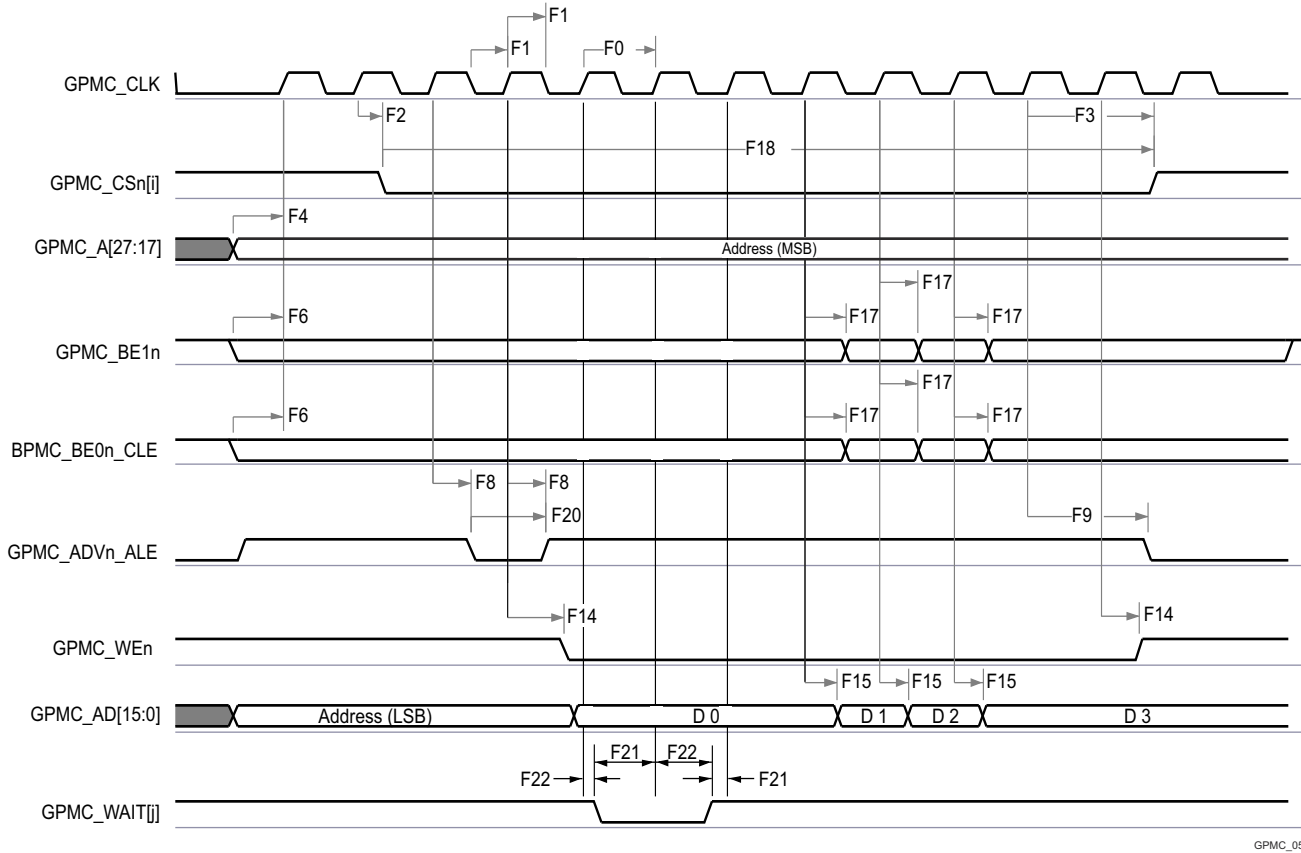 F1
F1
F0
GPMC_CLK
F2
F3
F18
GPMC_CSn[i]
F4
GPMC_A[27:17]
Address (MSB)
F17
F6
F17
F17
GPMC_BE1n
F17
F6
F17
F17
BPMC_BE0n_CLE
F8
F8
F20
F9
GPMC_ADVn_ALE
F14
F14
GPMC_WEn
F15
F15
F15
GPMC_AD[15:0]
Address (LSB)
D 0
D 1
D 2
D 3
F21
F22
F22
F21
GPMC_WAIT[j]
GPMC_05